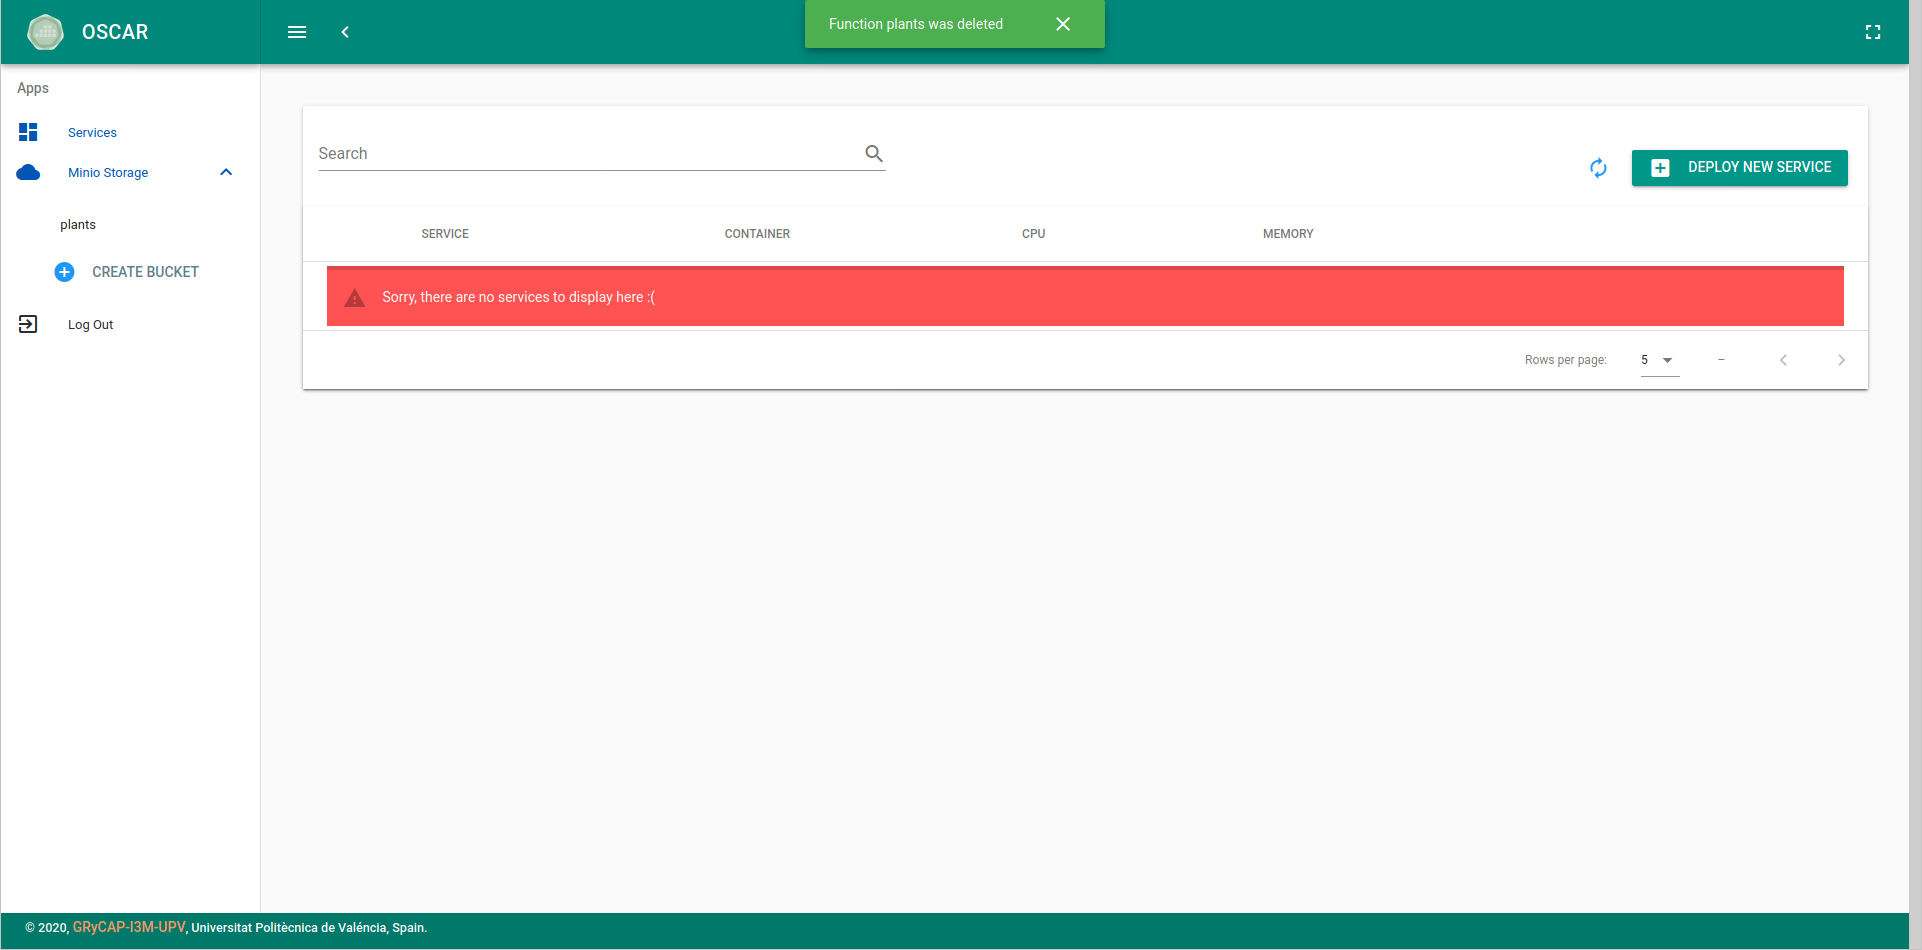 OSCAR
Function plants was deleted
Apps
Services
Minio Storage
plants
CREATE BUCKET
Log Out
Search
DEPLOY NEW SERVICE
SERVICE CONTAINER CPU MEMORY
Sorry, there are no services to display here :(
Rows per page: 5 –
© 2020, GRyCAP-I3M-UPV, Universitat Politècnica de Valéncia, Spain.